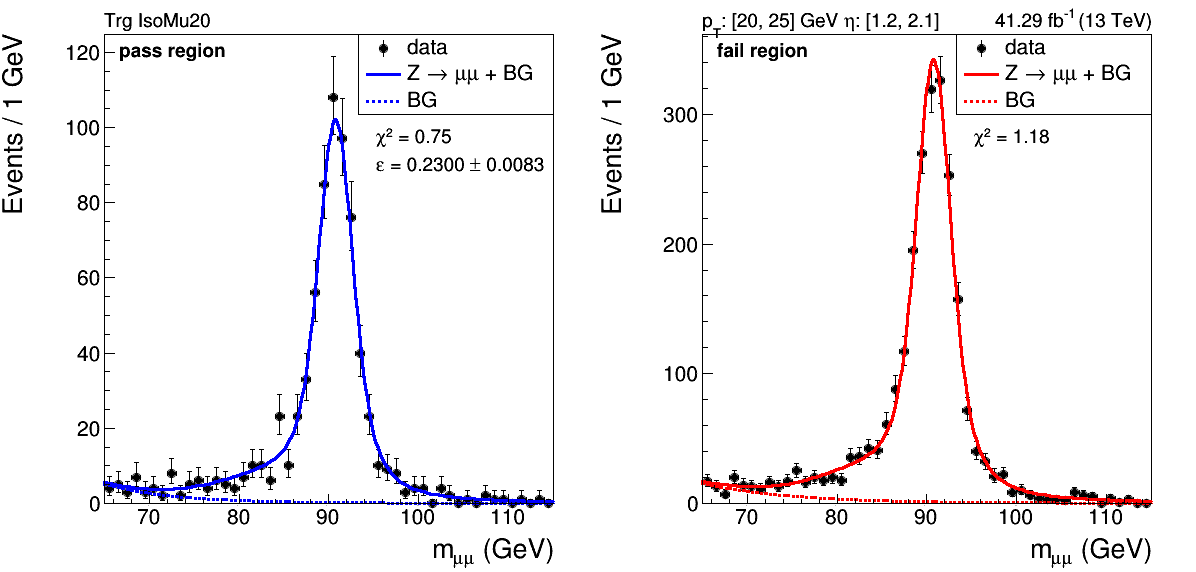 Trg IsoMu20
pass region
data
Z → μμ + BG
BG
χ² = 0.75
ε = 0.2300 ± 0.0083
Events / 1 GeV
120
100
80
60
40
20
0
70 80 90 100 110
m_μμ (GeV)
p_T: [20, 25] GeV η: [1.2, 2.1] 41.29 fb⁻¹ (13 TeV)
fail region
data
Z → μμ + BG
BG
χ² = 1.18
Events / 1 GeV
300
200
100
0
70 80 90 100 110
m_μμ (GeV)